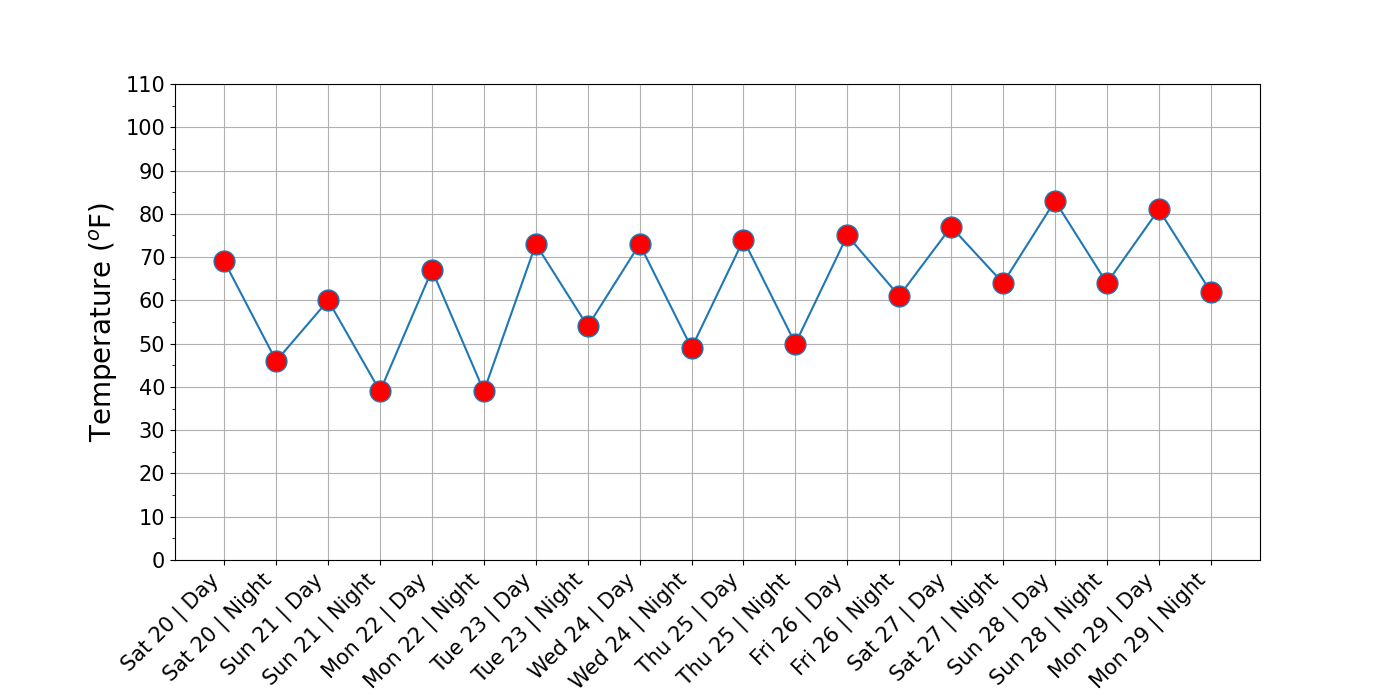 110
100
90
80
70
60
50
40
30
20
10
0
Temperature (°F)
Sat 20 | Day
Sat 20 | Night
Sun 21 | Day
Sun 21 | Night
Mon 22 | Day
Mon 22 | Night
Tue 23 | Day
Tue 23 | Night
Wed 24 | Day
Wed 24 | Night
Thu 25 | Day
Thu 25 | Night
Fri 26 | Day
Fri 26 | Night
Sat 27 | Day
Sat 27 | Night
Sun 28 | Day
Sun 28 | Night
Mon 29 | Day
Mon 29 | Night